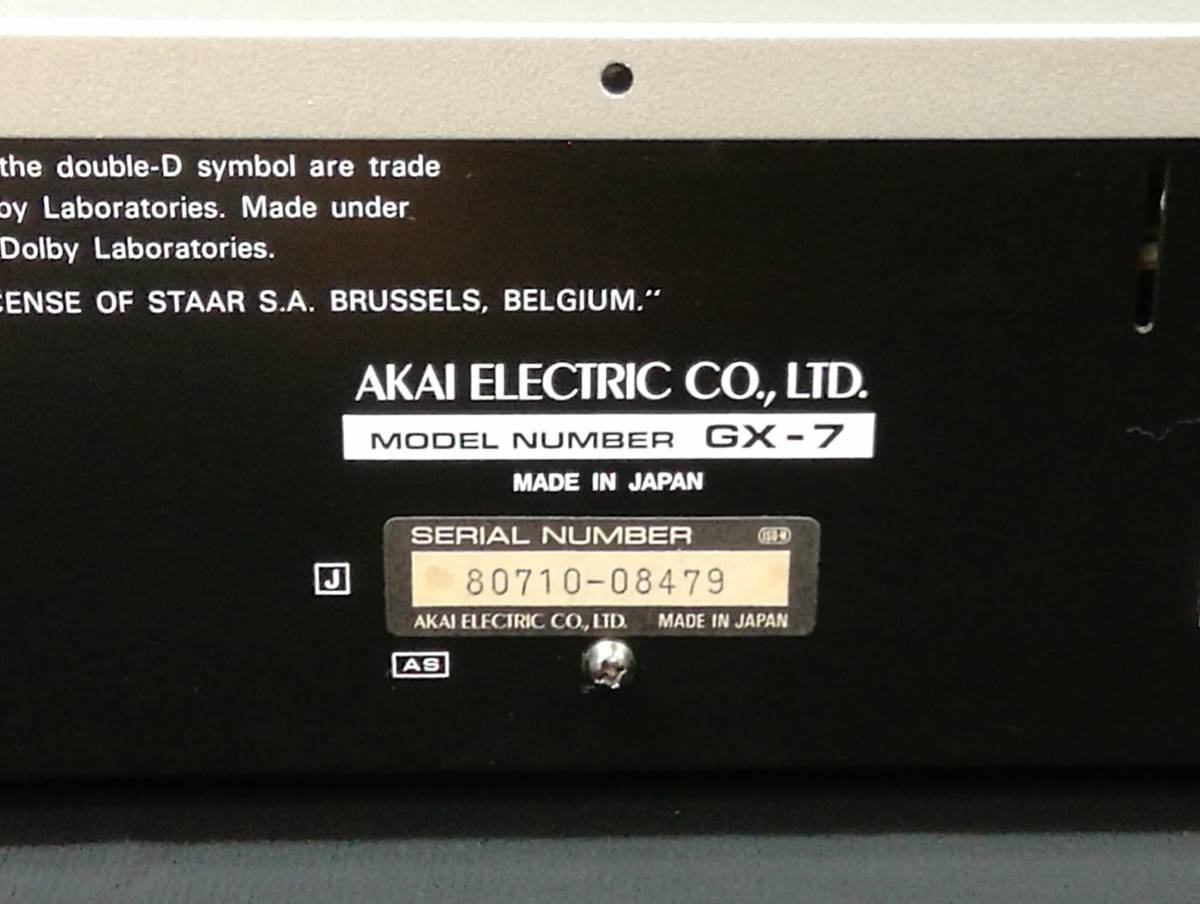 the double-D symbol are trade
by Laboratories. Made under
Dolby Laboratories.
ENSE OF STAAR S.A. BRUSSELS, BELGIUM."
AKAI ELECTRIC CO., LTD.
MODEL NUMBER GX-7
MADE IN JAPAN
SERIAL NUMBER
J
80710-08479
AKAI ELECTRIC CO., LTD. MADE IN JAPAN
AS